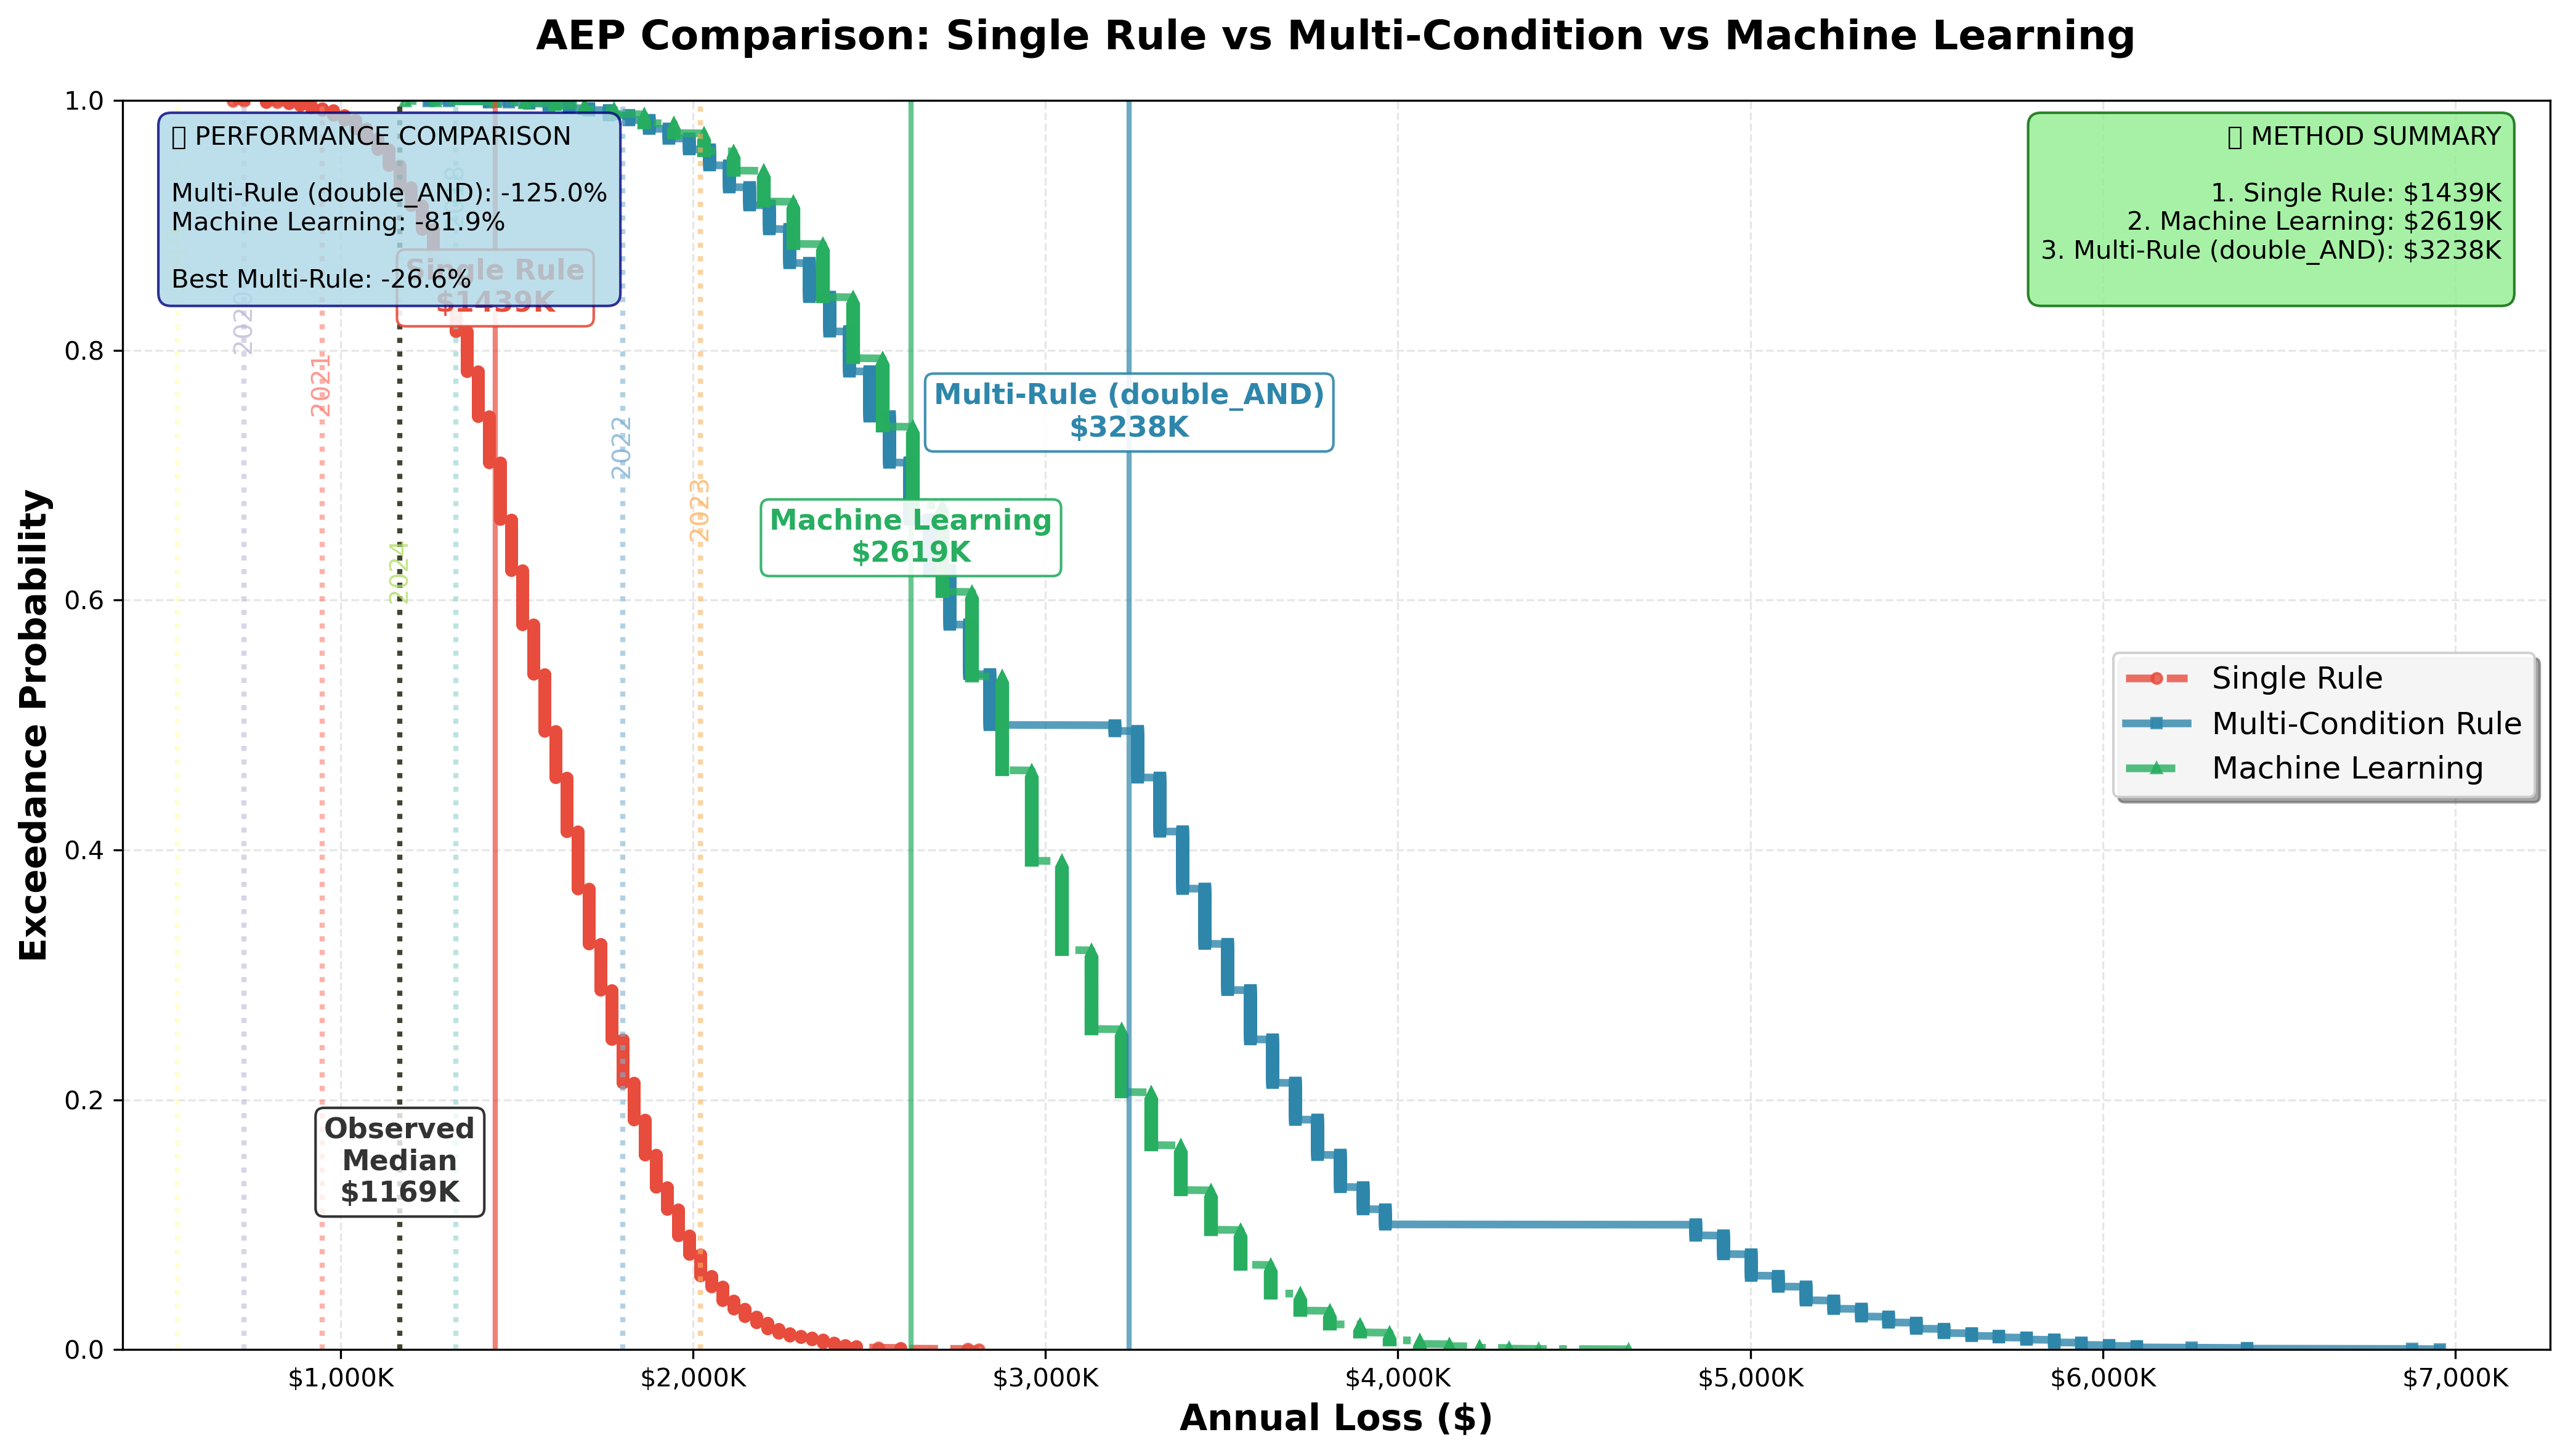 AEP Comparison: Single Rule vs Multi-Condition vs Machine Learning
PERFORMANCE COMPARISON
Multi-Rule (double_AND): -125.0%
Machine Learning: -81.9%
Best Multi-Rule: -26.6%
METHOD SUMMARY
1. Single Rule: $1439K
2. Machine Learning: $2619K
3. Multi-Rule (double_AND): $3238K
Single Rule
$1439K
Multi-Rule (double_AND)
$3238K
Machine Learning
$2619K
Observed
Median
$1169K
2020
2021
2024
2022
2023
Single Rule
Multi-Condition Rule
Machine Learning
Exceedance Probability
1.0
0.8
0.6
0.4
0.2
0.0
$1,000K
$2,000K
$3,000K
$4,000K
$5,000K
$6,000K
$7,000K
Annual Loss ($)